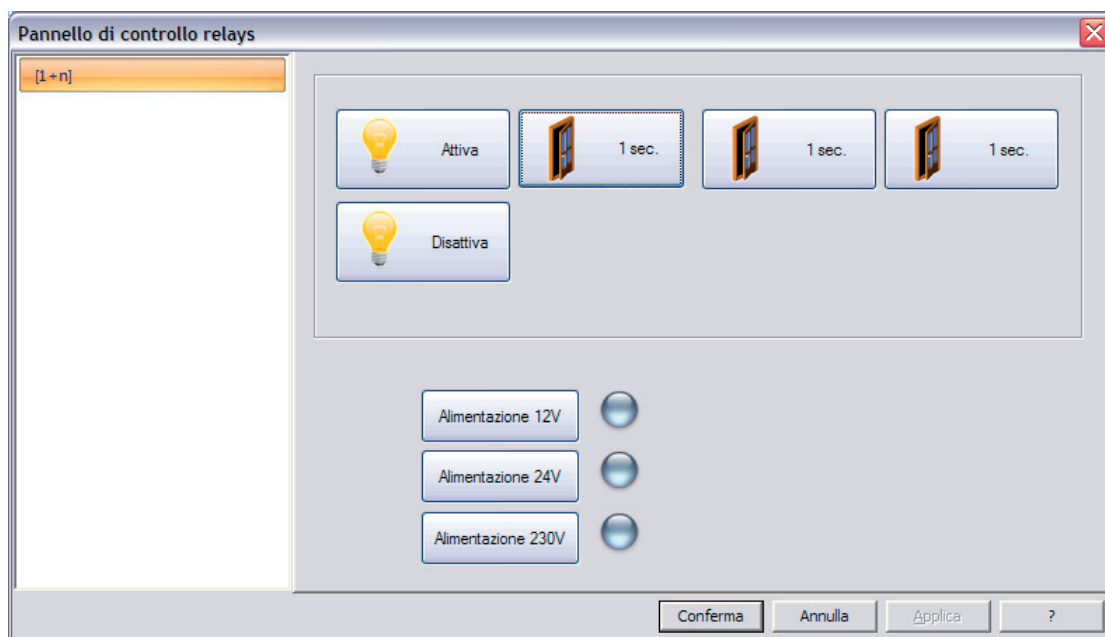 Pannello di controllo relays
[1+n]
Attiva
1 sec.
1 sec.
1 sec.
Disattiva
Alimentazione 12V
Alimentazione 24V
Alimentazione 230V
Conferma
Annulla
Applica
?